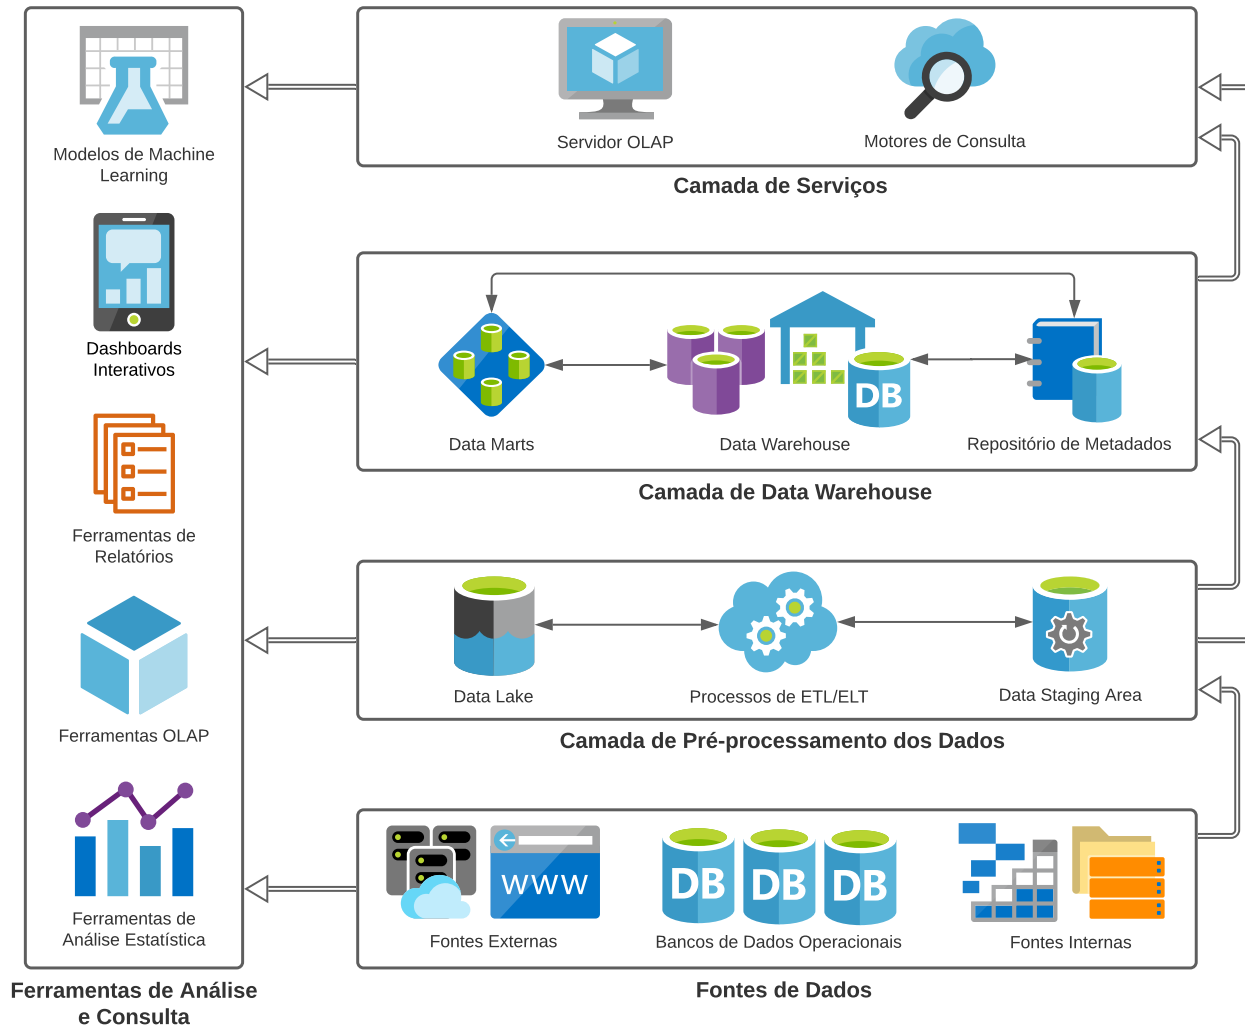 Modelos de Machine
Learning
Dashboards
Interativos
Ferramentas de
Relatórios
Ferramentas OLAP
Ferramentas de
Análise Estatística
Ferramentas de Análise
e Consulta
Servidor OLAP
Motores de Consulta
Camada de Serviços
DB
Data Marts
Data Warehouse
Repositório de Metadados
Camada de Data Warehouse
Data Lake
Processos de ETL/ELT
Data Staging Area
Camada de Pré-processamento dos Dados
www
DB
DB
DB
Fontes Externas
Bancos de Dados Operacionais
Fontes Internas
Fontes de Dados